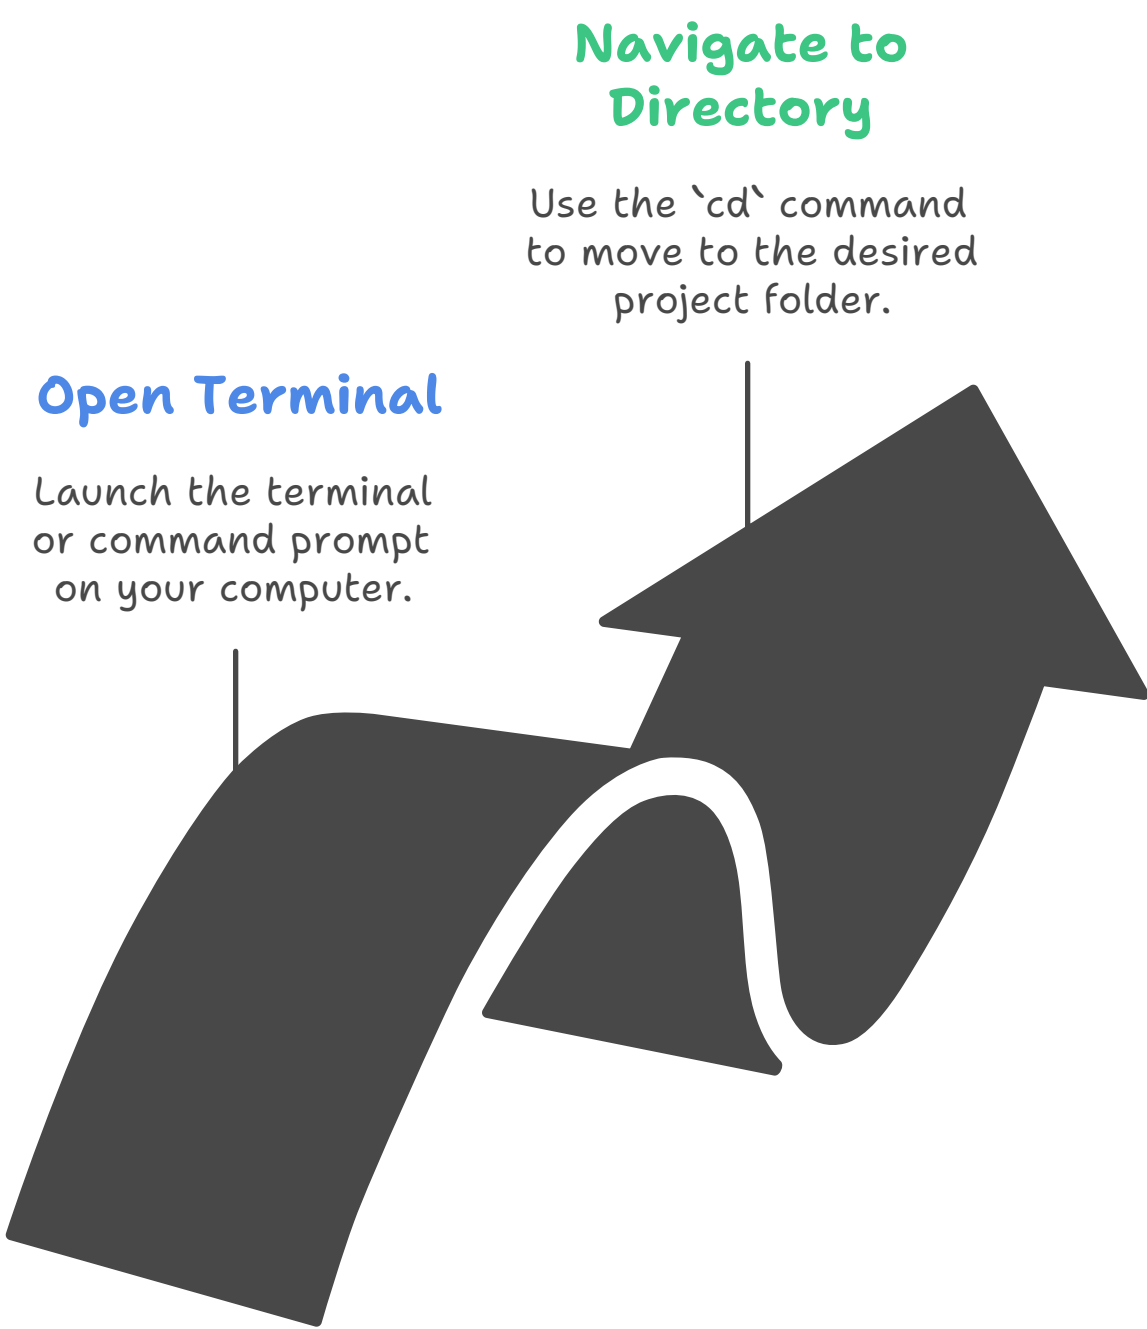 Navigate to
Directory
Use the `cd` command
to move to the desired
project folder.
Open Terminal
Launch the terminal
or command prompt
on your computer.